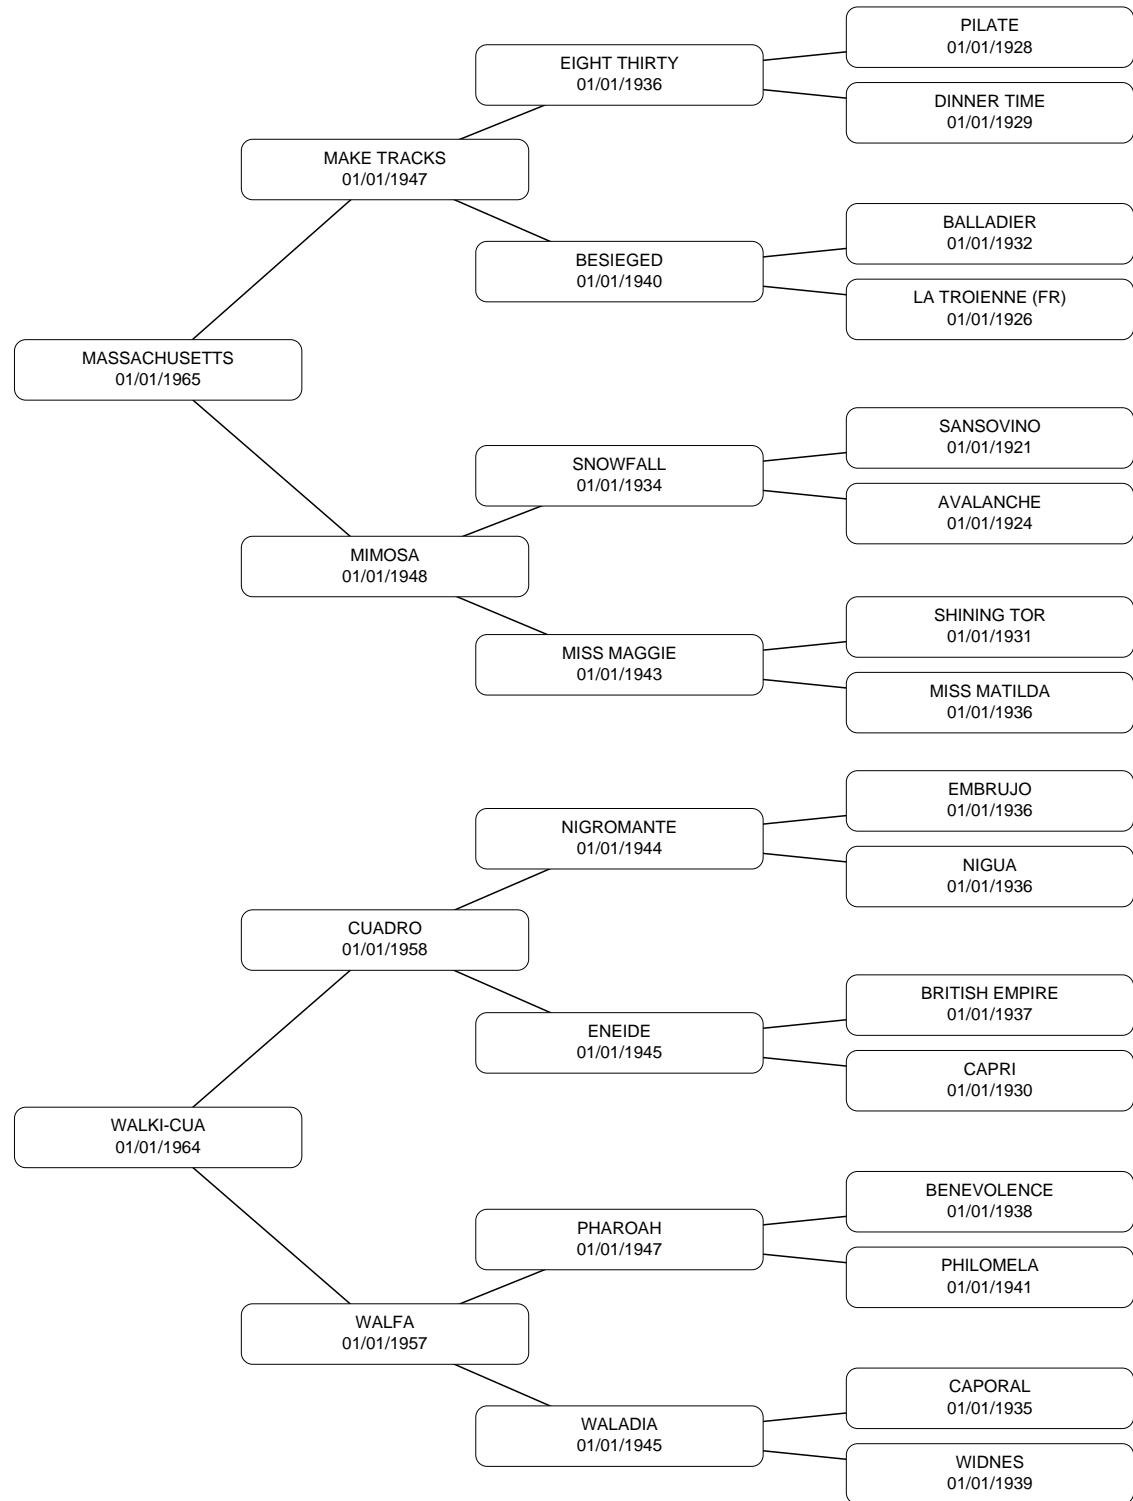 PILATE
01/01/1928
EIGHT THIRTY
01/01/1936
DINNER TIME
01/01/1929
MAKE TRACKS
01/01/1947
BALLADIER
01/01/1932
BESIEGED
01/01/1940
LA TROIENNE (FR)
01/01/1926
MASSACHUSETTS
01/01/1965
SANSOVINO
01/01/1921
SNOWFALL
01/01/1934
AVALANCHE
01/01/1924
MIMOSA
01/01/1948
SHINING TOR
01/01/1931
MISS MAGGIE
01/01/1943
MISS MATILDA
01/01/1936
EMBRUJO
01/01/1936
NIGROMANTE
01/01/1944
NIGUA
01/01/1936
CUADRO
01/01/1958
BRITISH EMPIRE
01/01/1937
ENEIDE
01/01/1945
CAPRI
01/01/1930
WALKI-CUA
01/01/1964
BENEVOLENCE
01/01/1938
PHAROAH
01/01/1947
PHILOMELA
01/01/1941
WALFA
01/01/1957
CAPORAL
01/01/1935
WALADIA
01/01/1945
WIDNES
01/01/1939